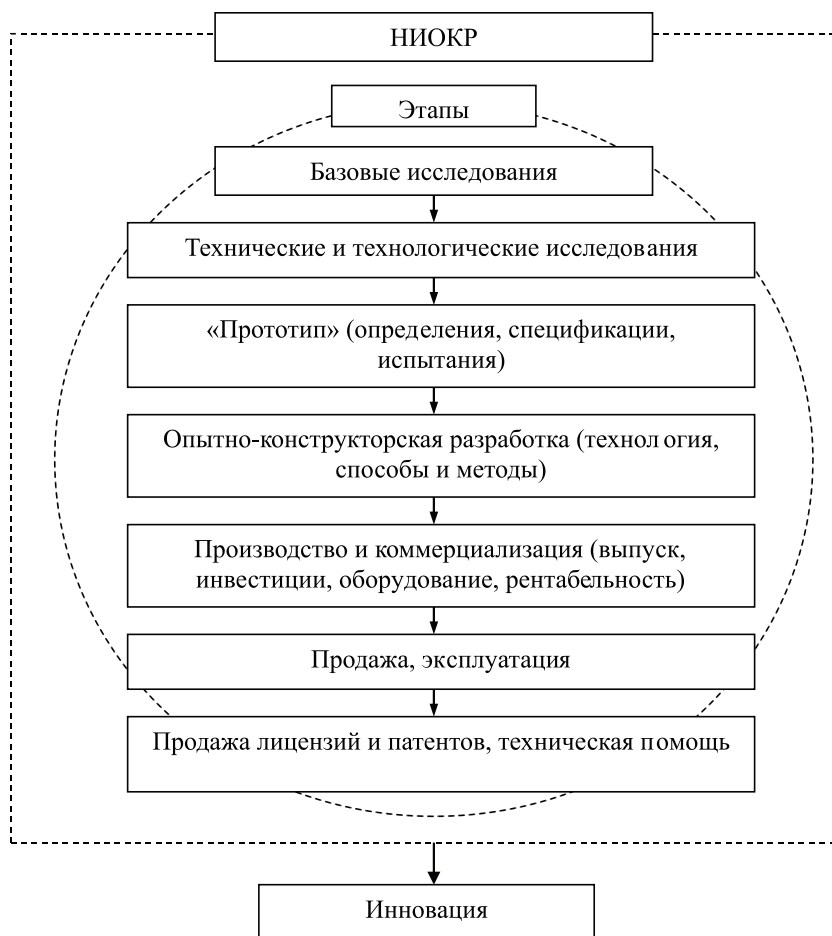 НИОКР
Этапы
Базовые исследования
Технические и технологические исследования
«Прототип» (определения, спецификации,
испытания)
Опытно-конструкторская разработка (технол огия,
способы и методы)
Производство и коммерциализация (выпуск,
инвестиции, оборудование, рентабельность)
Продажа, эксплуатация
Продажа лицензий и патентов, техническая помощь
Инновация